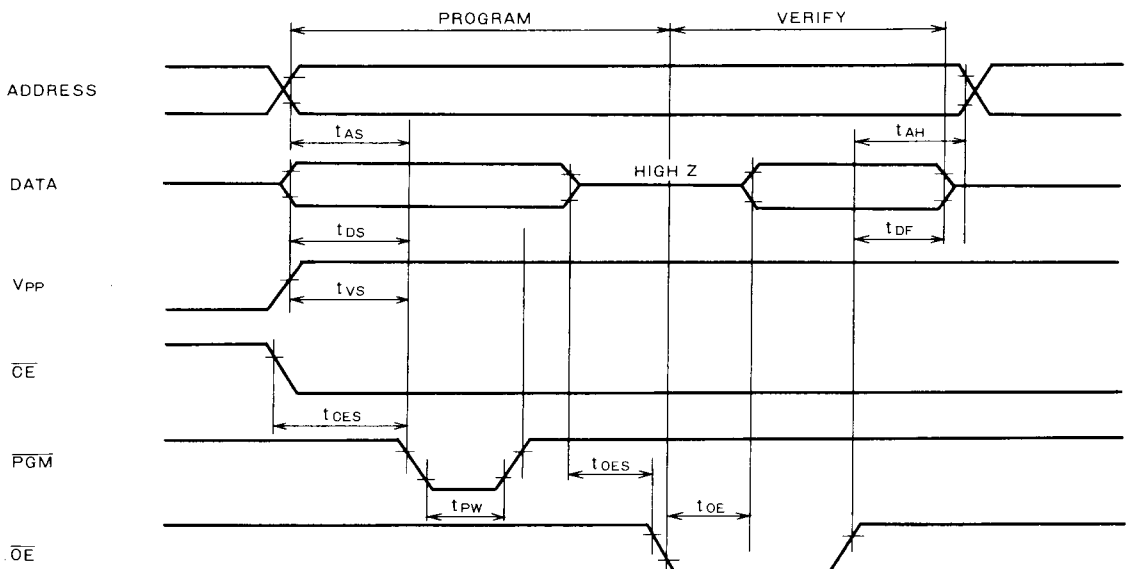 PROGRAM VERIFY
ADDRESS
tAS tAH
DATA HIGH Z
tDS tDF
VPP
tVS
CE
tCES
PGM
tOES
tPW tOE
OE